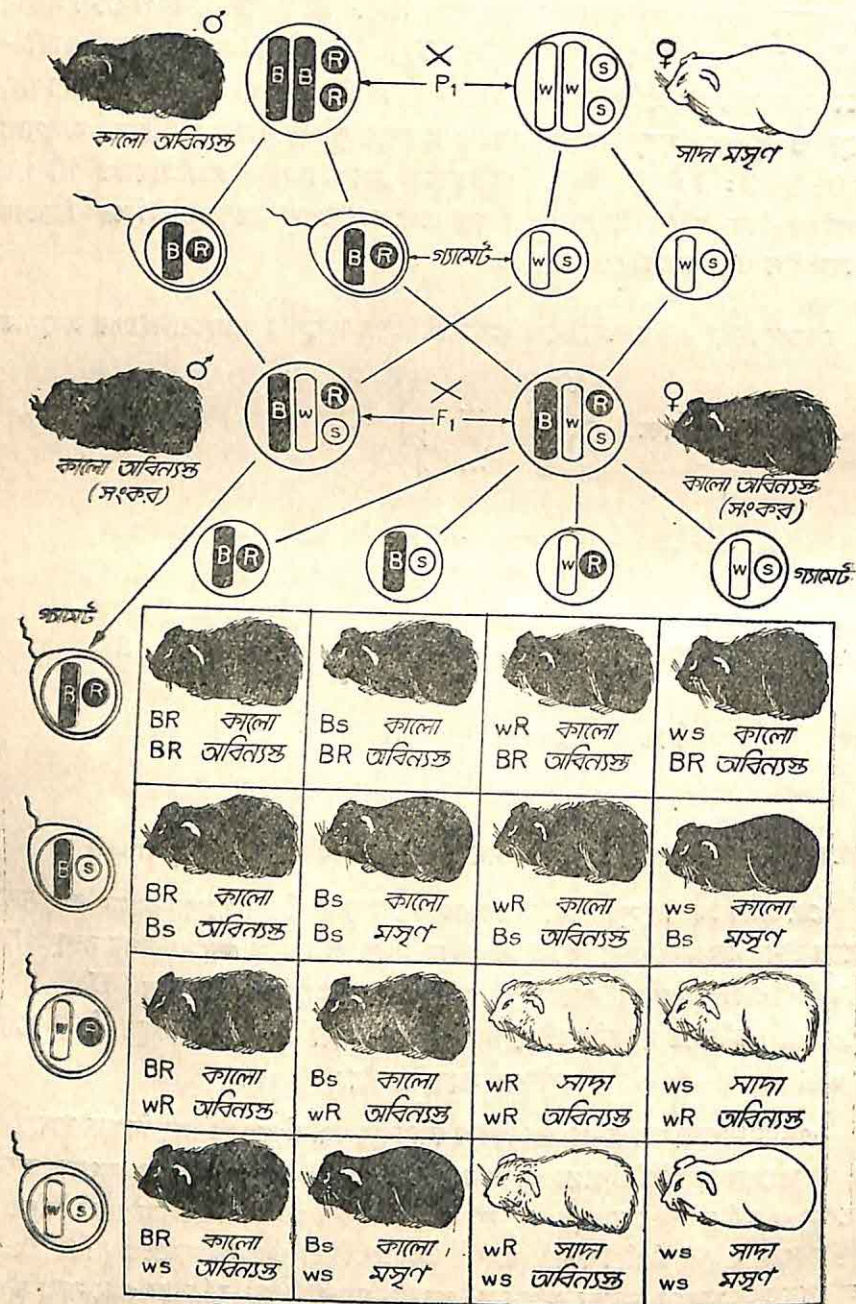 ♂
B B R R
×
P₁
w w s s
♀
কালো অবিন্যস্ত
সাদা মসৃণ
B R
B R
গ্যামেট
w s
w s
♂
B w R s
×
F₁
B w R s
♀
কালো অবিন্যস্ত
(সংকর)
কালো অবিন্যস্ত
(সংকর)
B R
B s
w R
w s
গ্যামেট
গ্যামেট
B R
BR কালো
BR অবিন্যস্ত
Bs কালো
BR অবিন্যস্ত
wR কালো
BR অবিন্যস্ত
ws কালো
BR অবিন্যস্ত
B s
BR কালো
Bs অবিন্যস্ত
Bs কালো
Bs মসৃণ
wR কালো
Bs অবিন্যস্ত
ws কালো
Bs মসৃণ
w R
BR কালো
wR অবিন্যস্ত
Bs কালো
wR অবিন্যস্ত
wR সাদা
wR অবিন্যস্ত
ws সাদা
wR অবিন্যস্ত
w s
BR কালো
ws অবিন্যস্ত
Bs কালো
ws মসৃণ
wR সাদা
ws অবিন্যস্ত
ws সাদা
ws মসৃণ